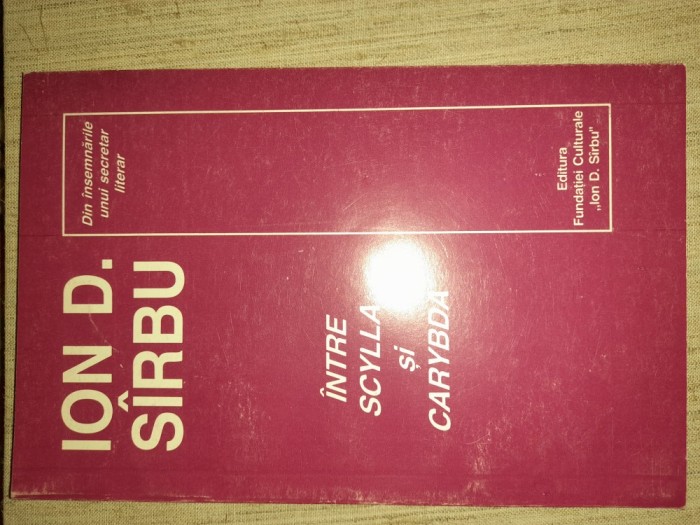 ION D.
SÎRBU
Din însemnările
unui secretar
literar
ÎNTRE
SCYLLA
și
CARYBDA
Editura
Fundației Culturale
„Ion D. Sîrbu"